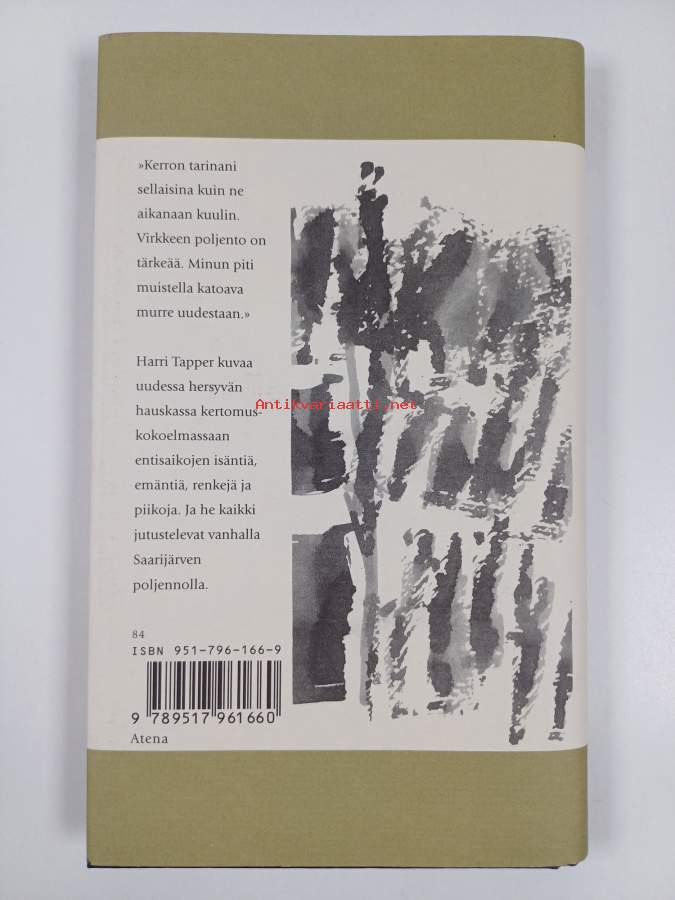 »Kerron tarinani
sellaisina kuin ne
aikanaan kuulin.
Virkkeen poljento on
tärkeää. Minun piti
muistella katoava
murre uudestaan.»
Harri Tapper kuvaa
uudessa hersyvän
hauskassa kertomus-
kokoelmassaan
entisaikojen isäntiä,
emäntiä, renkejä ja
piikoja. Ja he kaikki
jutustelevat vanhalla
Saarijärven
poljennolla.
Antikvariaatti.net
84
ISBN 951-796-166-9
9 789517 961660
Atena